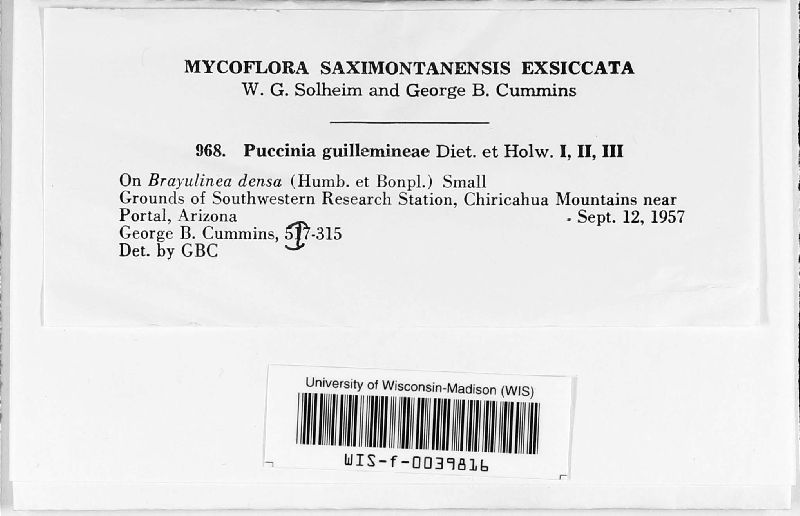 MYCOFLORA SAXIMONTANENSIS EXSICCATA
W. G. Solheim and George B. Cummins
968. Puccinia guillemineae Diet. et Holw. I, II, III
On Brayulinea densa (Humb. et Bonpl.) Small
Grounds of Southwestern Research Station, Chiricahua Mountains near
Portal, Arizona - Sept. 12, 1957
George B. Cummins,
Det. by GBC
University of Wisconsin-Madison (WIS)
WIS-f-0039816